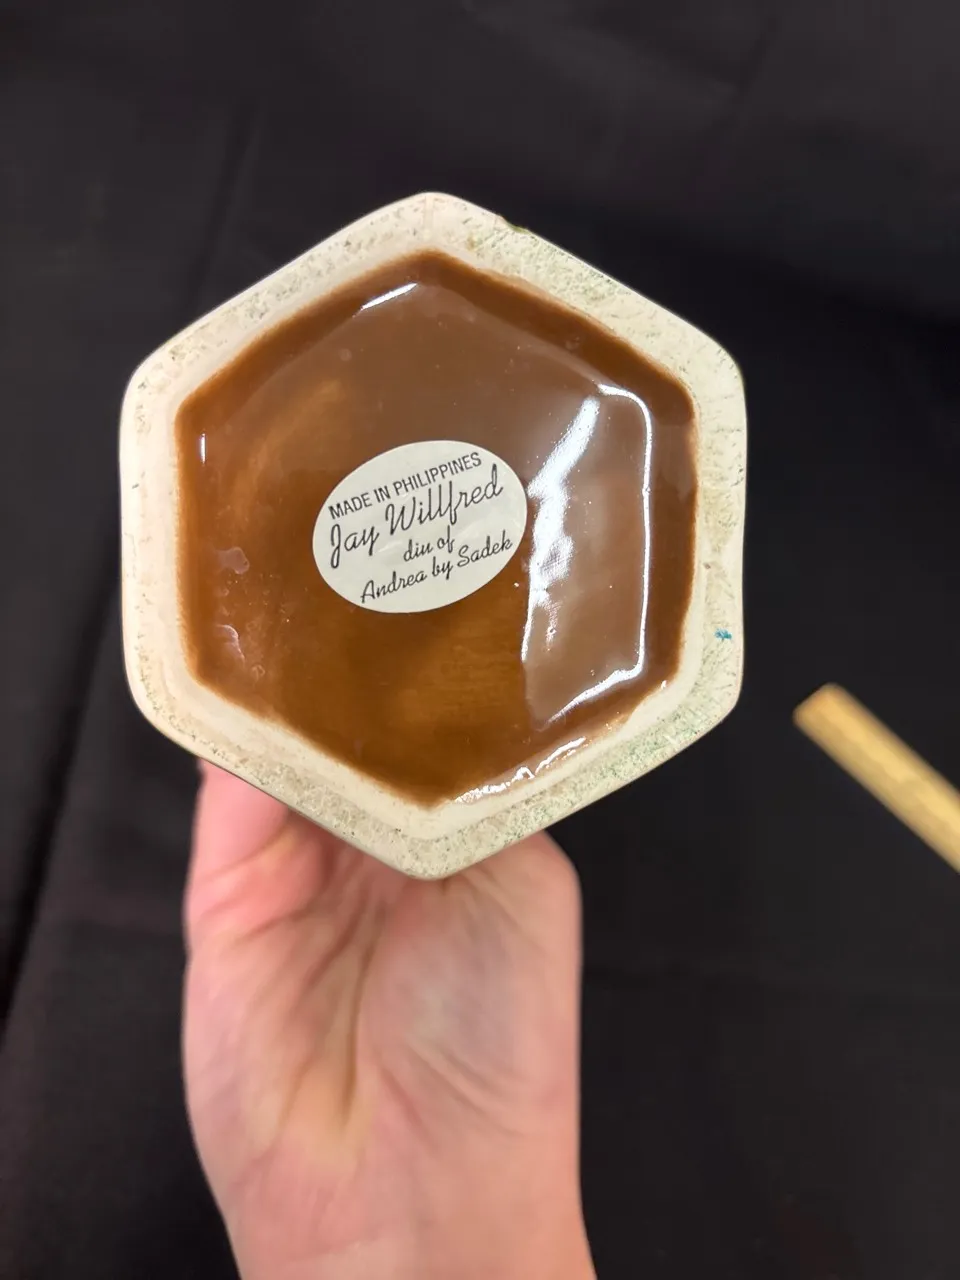 MADE IN PHILIPPINES
Jay Willfred
div of
Andrea by Sadek